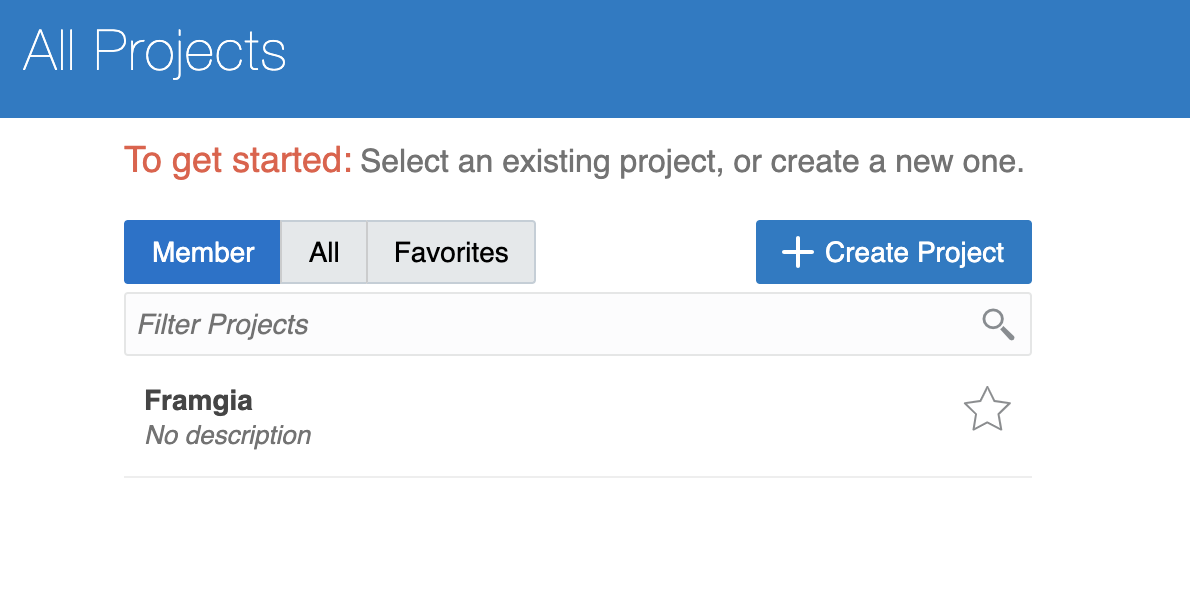 All Projects
To get started: Select an existing project, or create a new one.
Member All Favorites Create Project
Filter Projects
Framgia
No description